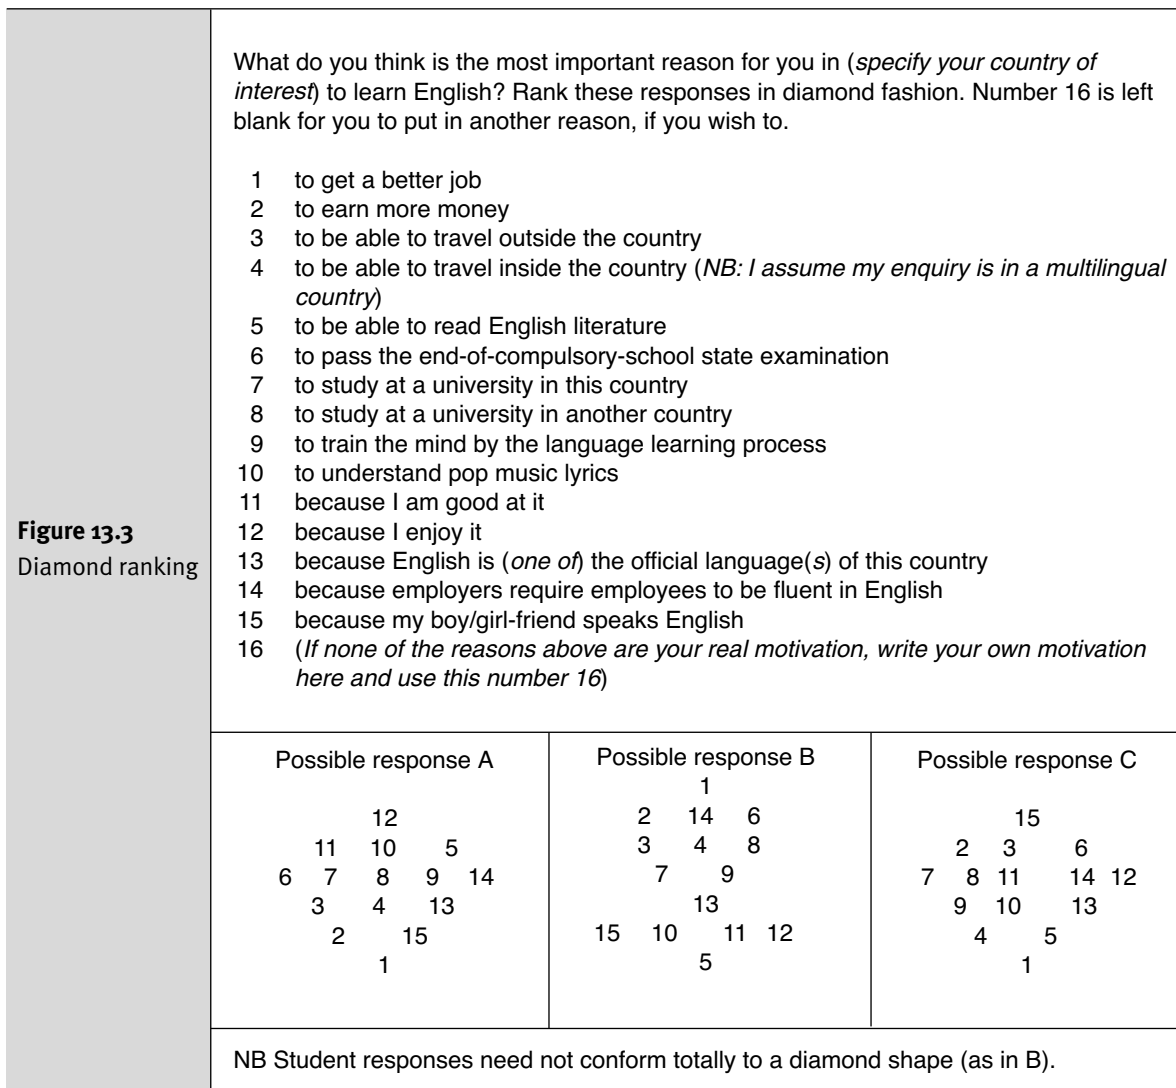 Figure 13.3
Diamond ranking
What do you think is the most important reason for you in (specify your country of
interest) to learn English? Rank these responses in diamond fashion. Number 16 is left
blank for you to put in another reason, if you wish to.
1 to get a better job
2 to earn more money
3 to be able to travel outside the country
4 to be able to travel inside the country (NB: I assume my enquiry is in a multilingual
country)
5 to be able to read English literature
6 to pass the end-of-compulsory-school state examination
7 to study at a university in this country
8 to study at a university in another country
9 to train the mind by the language learning process
10 to understand pop music lyrics
11 because I am good at it
12 because I enjoy it
13 because English is (one of) the official language(s) of this country
14 because employers require employees to be fluent in English
15 because my boy/girl-friend speaks English
16 (If none of the reasons above are your real motivation, write your own motivation
here and use this number 16)
Possible response A
12
11 10 5
6 7 8 9 14
3 4 13
2 15
1
Possible response B
1
2 14 6
3 4 8
7 9
13
15 10 11 12
5
Possible response C
15
2 3 6
7 8 11 14 12
9 10 13
4 5
1
NB Student responses need not conform totally to a diamond shape (as in B).